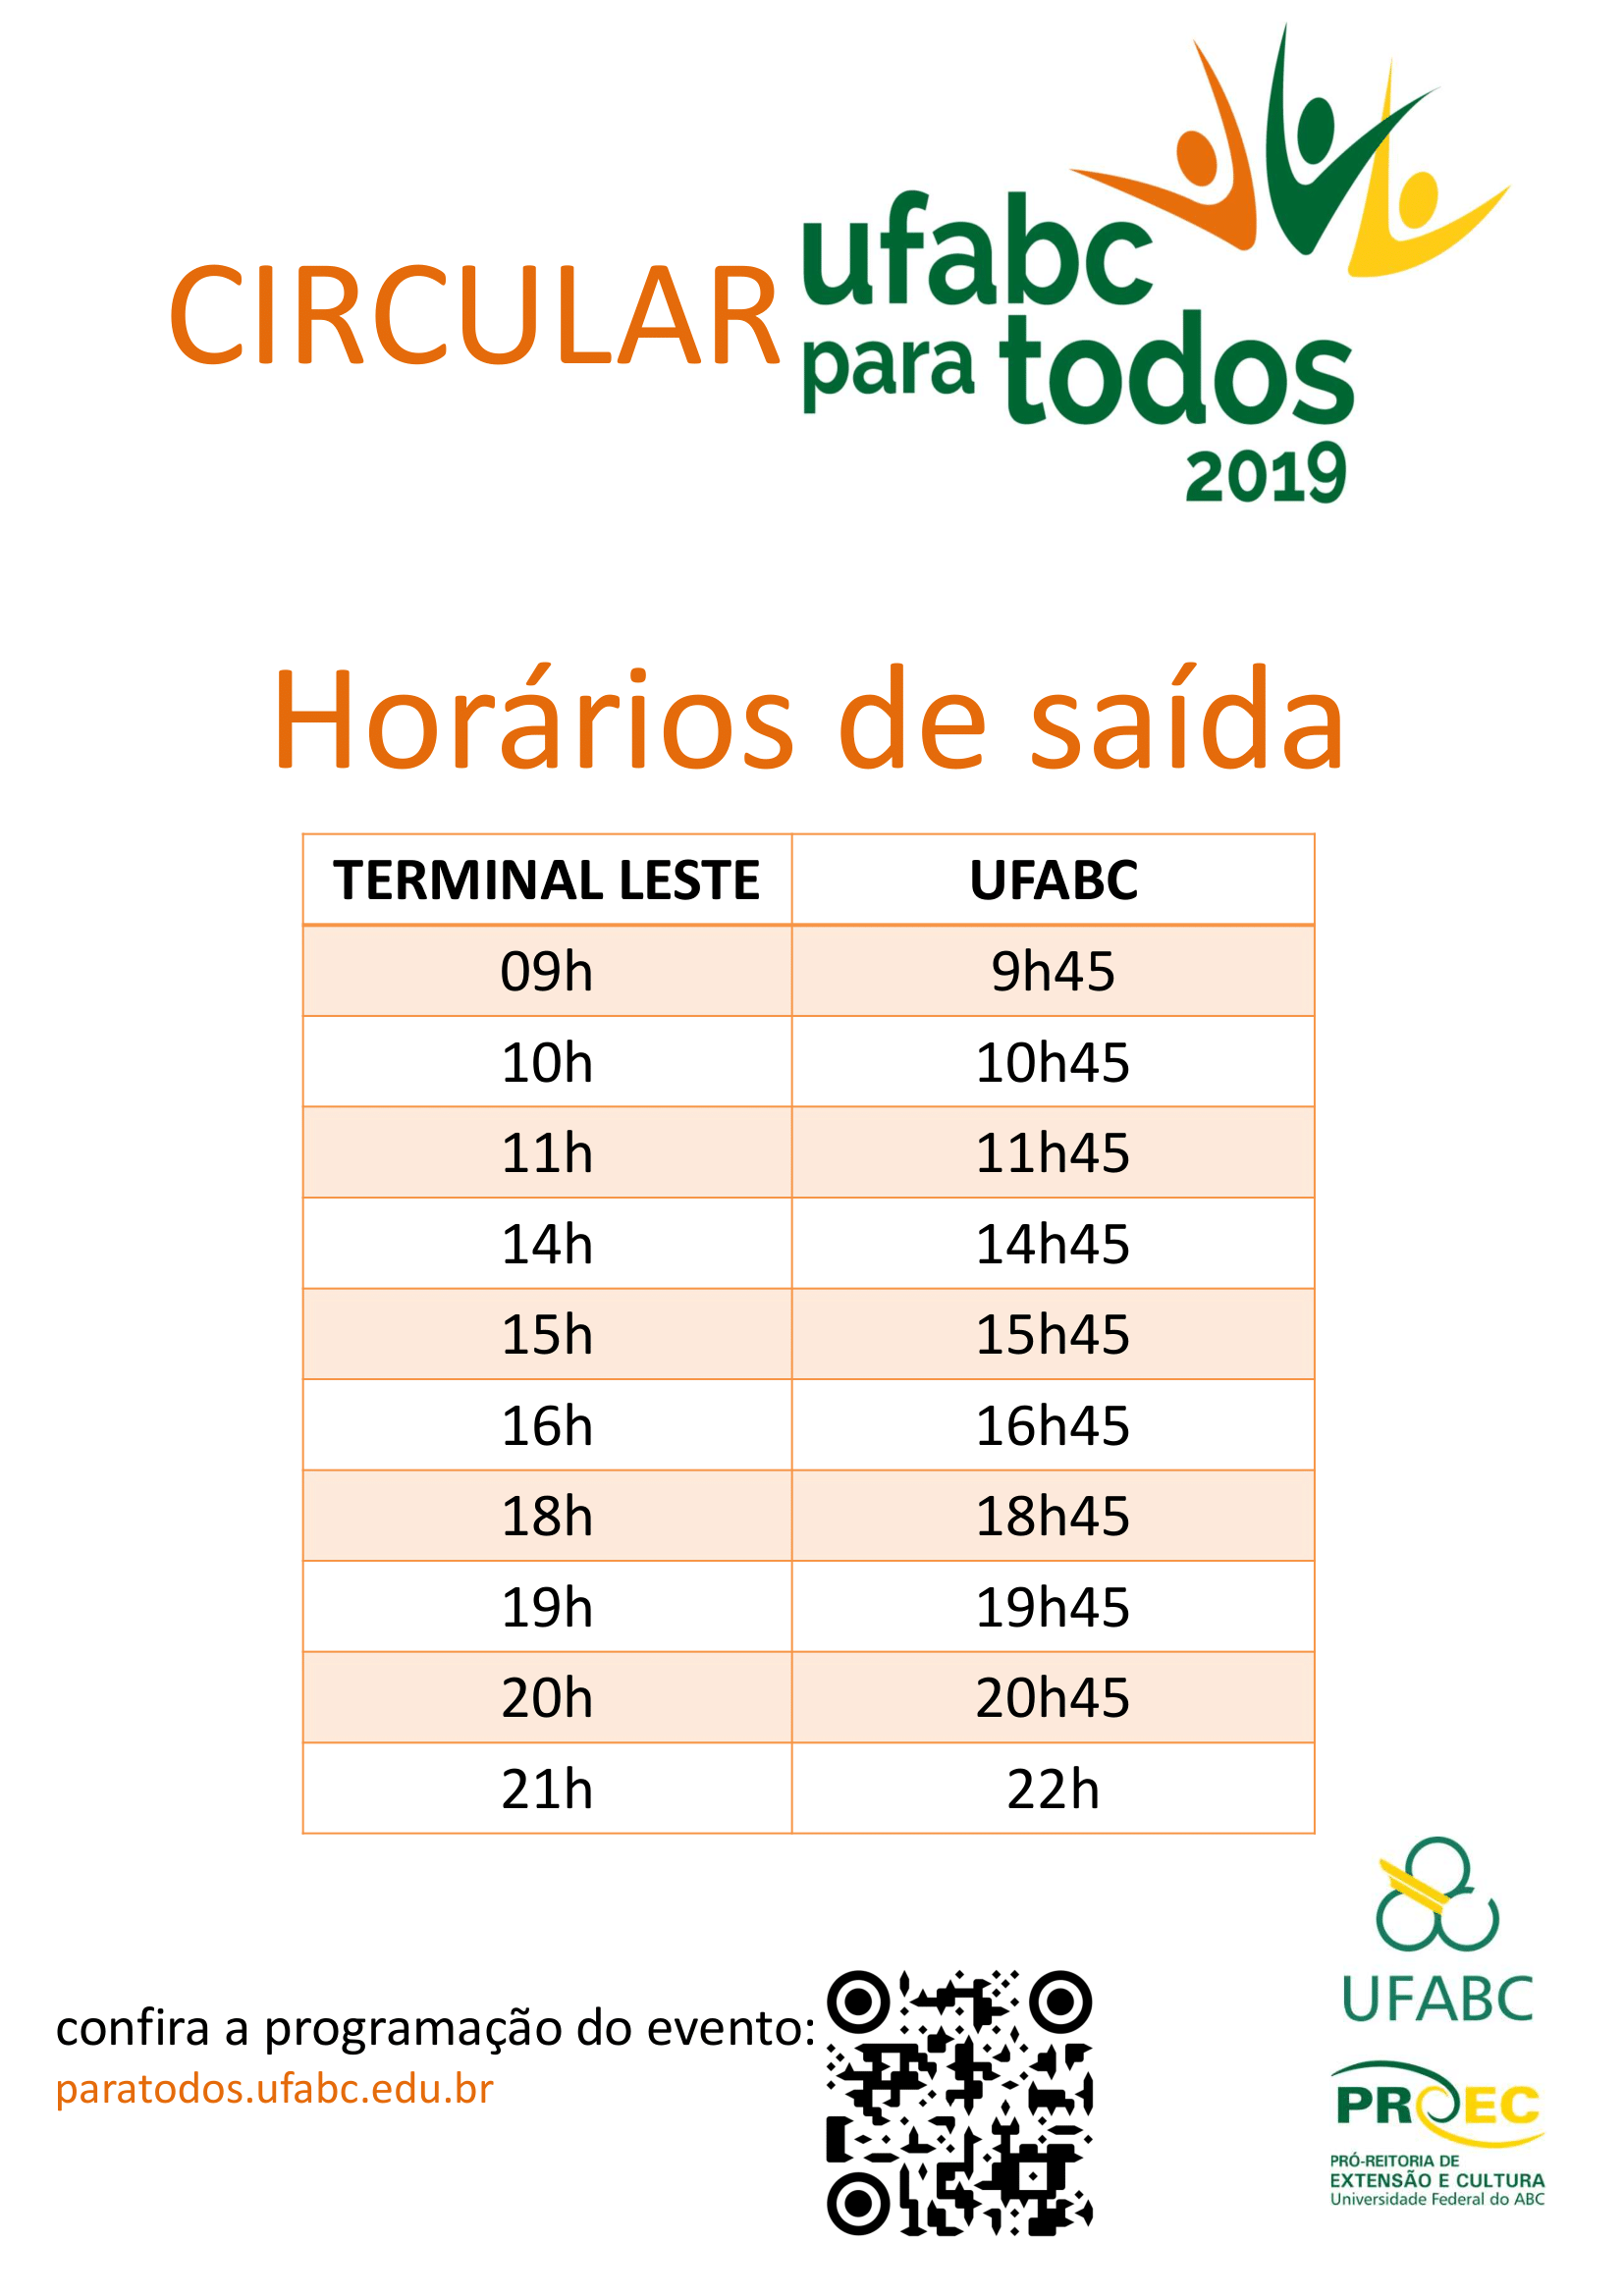 CIRCULAR
ufabc
para todos
2019
Horários de saída
TERMINAL LESTE UFABC
09h 9h45
10h 10h45
11h 11h45
14h 14h45
15h 15h45
16h 16h45
18h 18h45
19h 19h45
20h 20h45
21h 22h
confira a programação do evento:
paratodos.ufabc.edu.br
UFABC
PROEC
PRÓ-REITORIA DE
EXTENSÃO E CULTURA
Universidade Federal do ABC